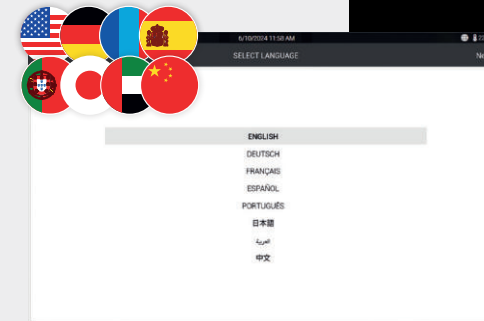 6/10/2024 11:58 AM
SELECT LANGUAGE
ENGLISH
DEUTSCH
FRANÇAIS
ESPAÑOL
PORTUGUÊS
日本語
العربية
中文